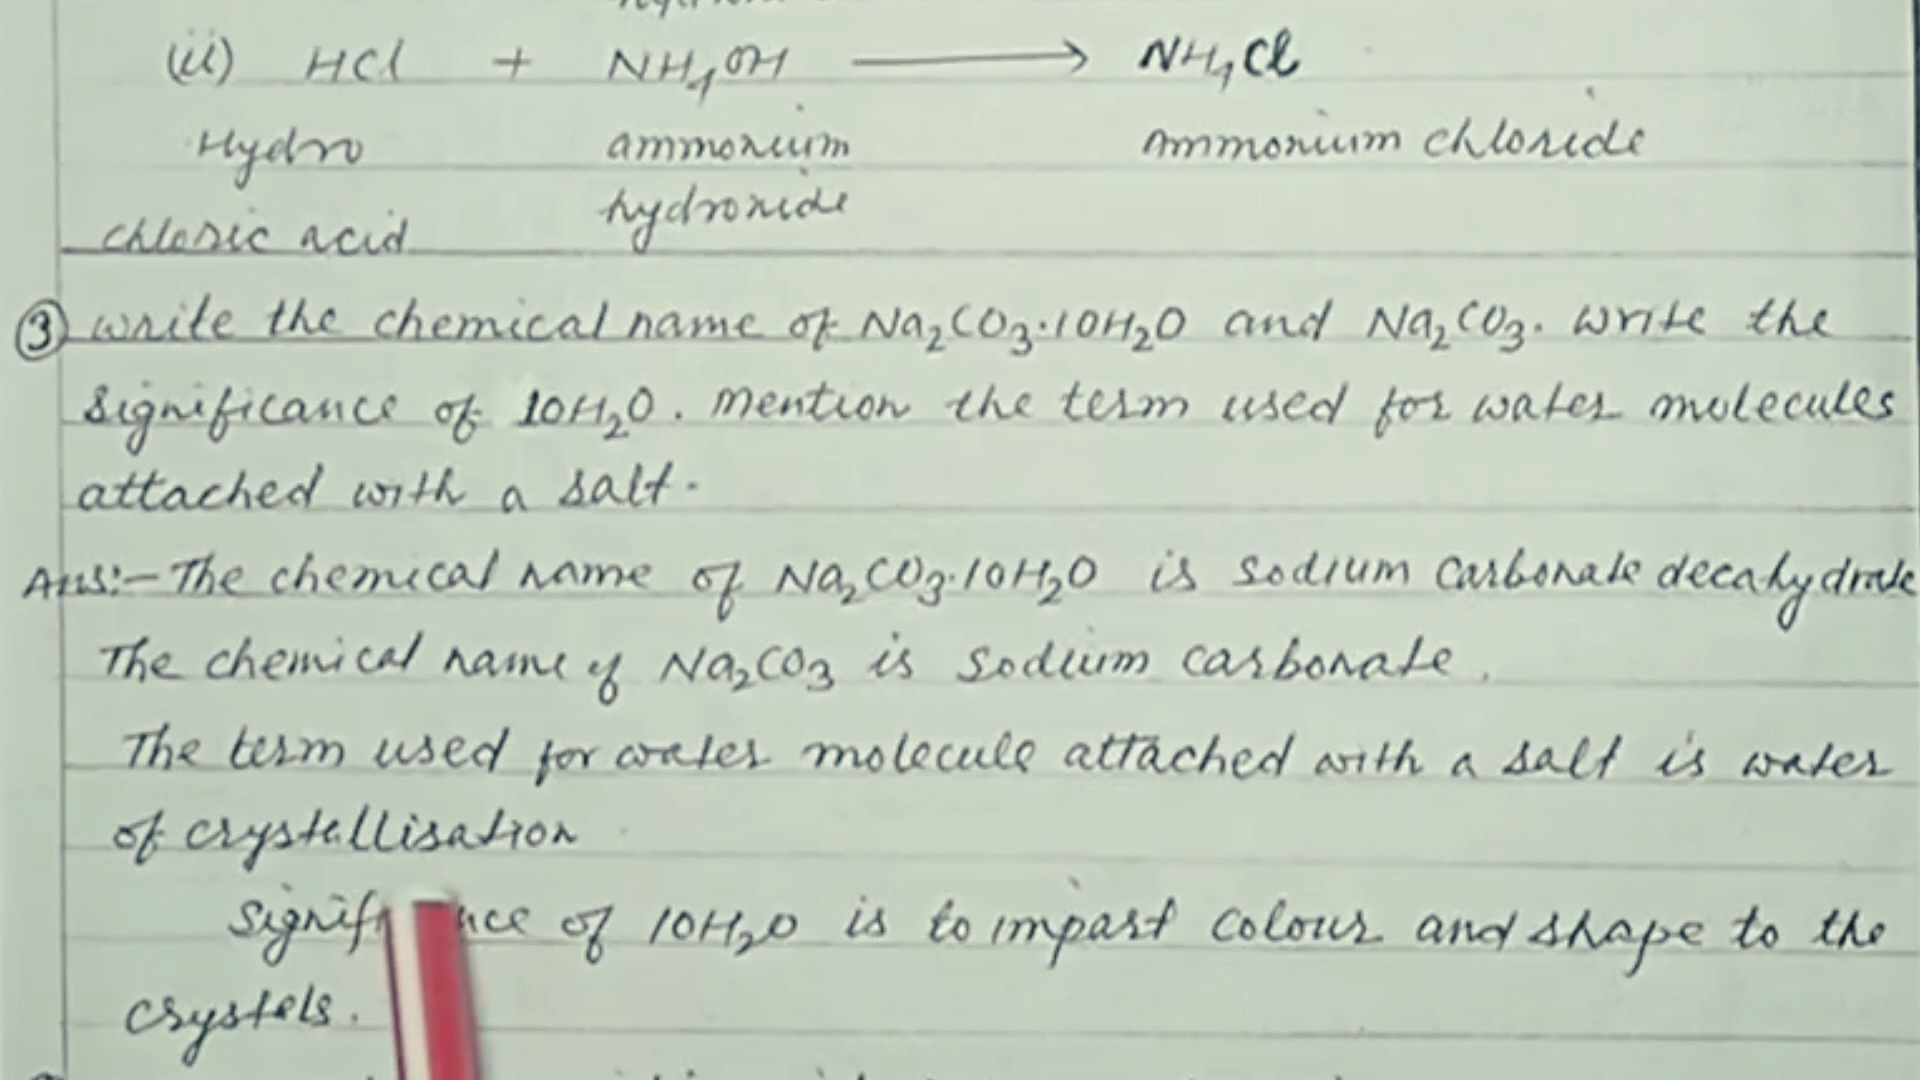 (ii) HCl + NH₄OH ⟶ NH₄Cl
Hydro ammonium Ammonium chloride
hydroxide
chloric acid
③ write the chemical name of Na₂CO₃·10H₂O and Na₂CO₃. write the
significance of 10H₂O. mention the term used for water molecules
attached with a salt.
Ans:- The chemical name of Na₂CO₃·10H₂O is sodium carbonate decahydrate
The chemical name of Na₂CO₃ is sodium carbonate.
The term used for water molecule attached with a salt is water
of crystallisation
of 10H₂O is to impart colour and shape to the
crystels.